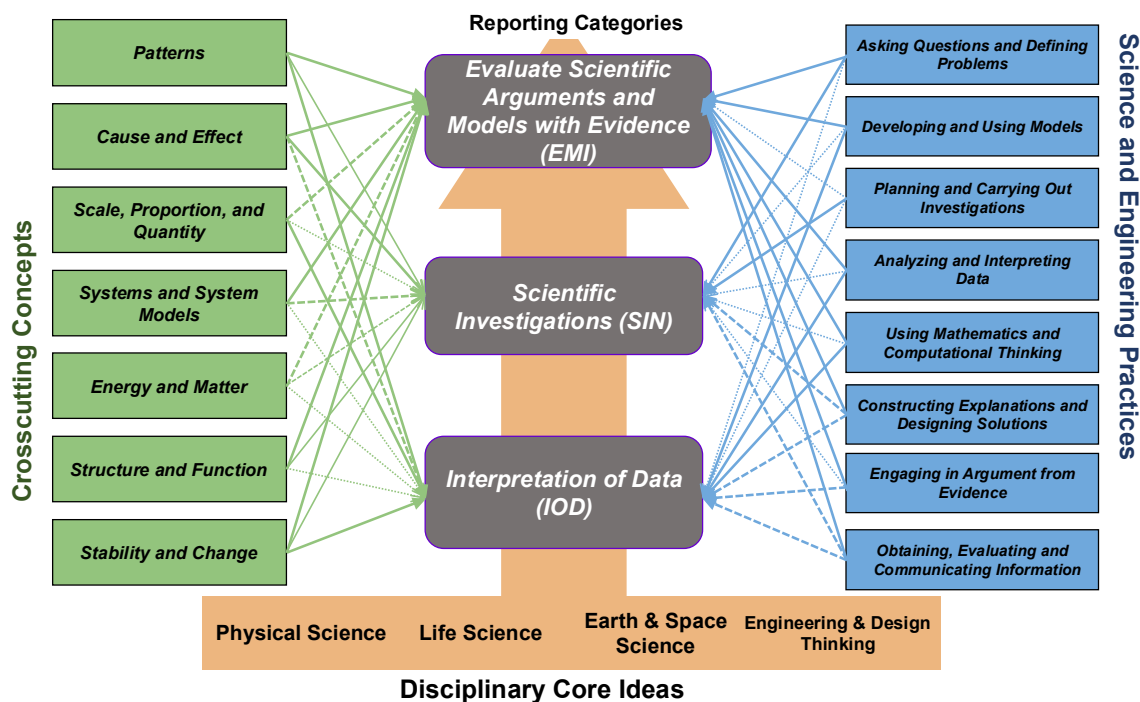 Reporting Categories
Crosscutting Concepts
Patterns
Cause and Effect
Scale, Proportion, and
Quantity
Systems and System
Models
Energy and Matter
Structure and Function
Stability and Change
Evaluate Scientific
Arguments and
Models with Evidence
(EMI)
Scientific
Investigations (SIN)
Interpretation of Data
(IOD)
Asking Questions and Defining
Problems
Developing and Using Models
Planning and Carrying Out
Investigations
Analyzing and Interpreting
Data
Using Mathematics and
Computational Thinking
Constructing Explanations and
Designing Solutions
Engaging in Argument from
Evidence
Obtaining, Evaluating and
Communicating Information
Science and Engineering Practices
Physical Science
Life Science
Earth & Space
Science
Engineering & Design
Thinking
Disciplinary Core Ideas